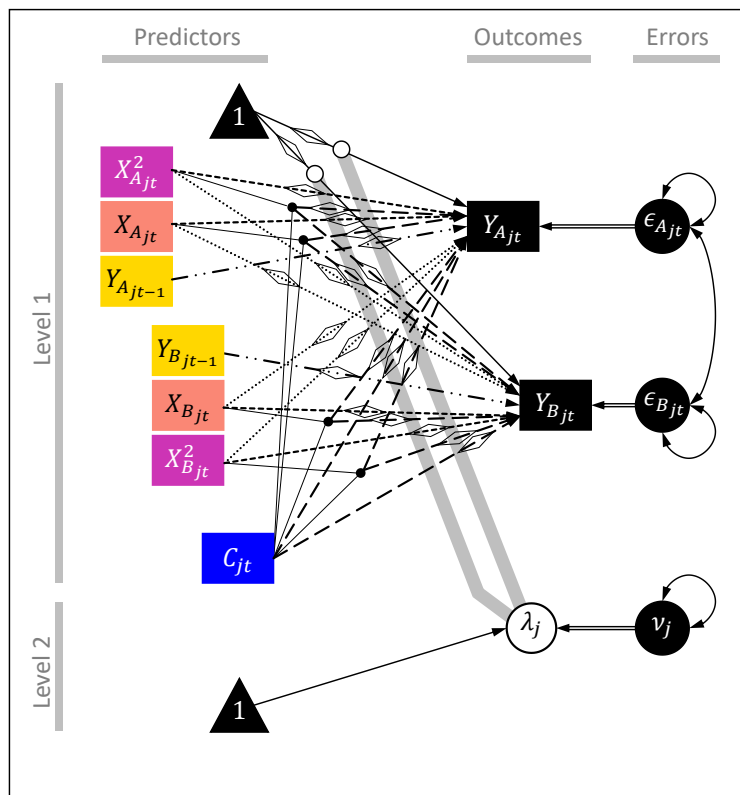 Predictors
Outcomes
Errors
Level 1
1
X²_{A_{jt}}
X_{A_{jt}}
Y_{A_{jt−1}}
Y_{A_{jt}}
ϵ_{A_{jt}}
Y_{B_{jt−1}}
X_{B_{jt}}
X²_{B_{jt}}
Y_{B_{jt}}
ϵ_{B_{jt}}
C_{jt}
Level 2
λ_j
ν_j
1